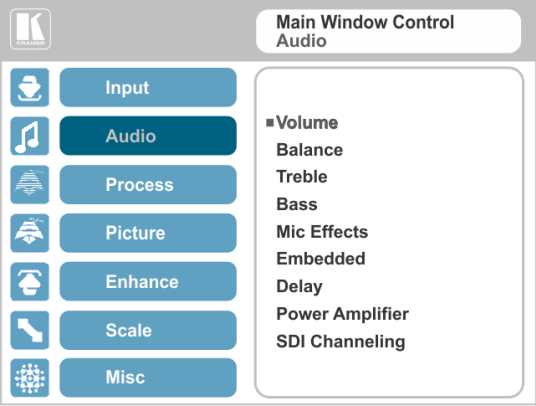 KRAMER
Main Window Control
Audio
Input
Audio
Process
Picture
Enhance
Scale
Misc
Volume
Balance
Treble
Bass
Mic Effects
Embedded
Delay
Power Amplifier
SDI Channeling